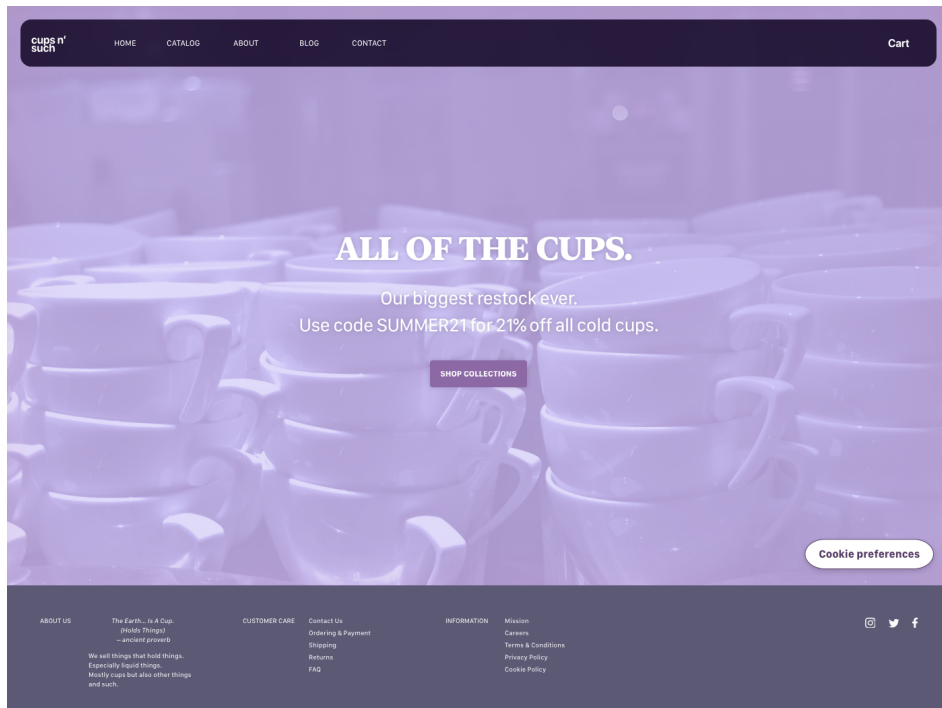 cups n'
such
HOME
CATALOG
ABOUT
BLOG
CONTACT
Cart
ALL OF THE CUPS.
Our biggest restock ever.
Use code SUMMER21 for 21% off all cold cups.
SHOP COLLECTIONS
Cookie preferences
ABOUT US
The Earth... Is A Cup.
(Holds Things)
– ancient proverb
We sell things that hold things.
Especially liquid things.
Mostly cups but also other things
and such.
CUSTOMER CARE
Contact Us
Ordering & Payment
Shipping
Returns
FAQ
INFORMATION
Mission
Careers
Terms & Conditions
Privacy Policy
Cookie Policy